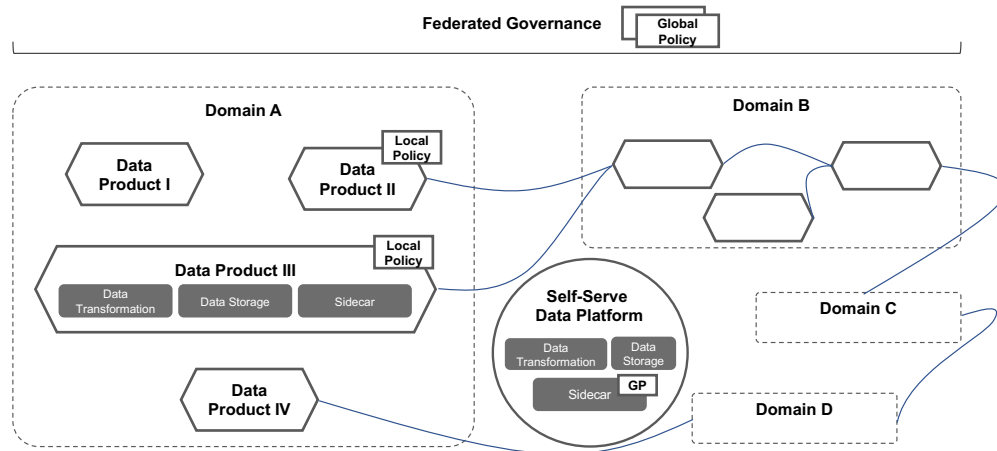 Federated Governance
Global
Policy
Domain A
Domain B
Local
Policy
Data
Product I
Data
Product II
Local
Policy
Data Product III
Data
Transformation
Data Storage
Sidecar
Self-Serve
Data Platform
Data
Transformation
Data
Storage
GP
Sidecar
Domain C
Data
Product IV
Domain D